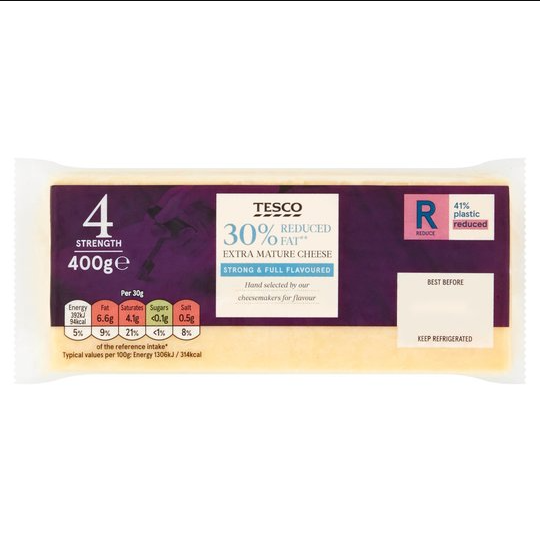 4
STRENGTH
400g℮
TESCO
30% REDUCED
FAT**
EXTRA MATURE CHEESE
STRONG & FULL FLAVOURED
Hand selected by our
cheesemakers for flavour
R
REDUCE
41%
plastic
reduced
BEST BEFORE
KEEP REFRIGERATED
Per 30g
Energy Fat Saturates Sugars Salt
392kJ 6.6g 4.1g <0.1g 0.5g
94kcal
5% 9% 21% <1% 8%
of the reference intake*
Typical values per 100g: Energy 1306kJ / 314kcal